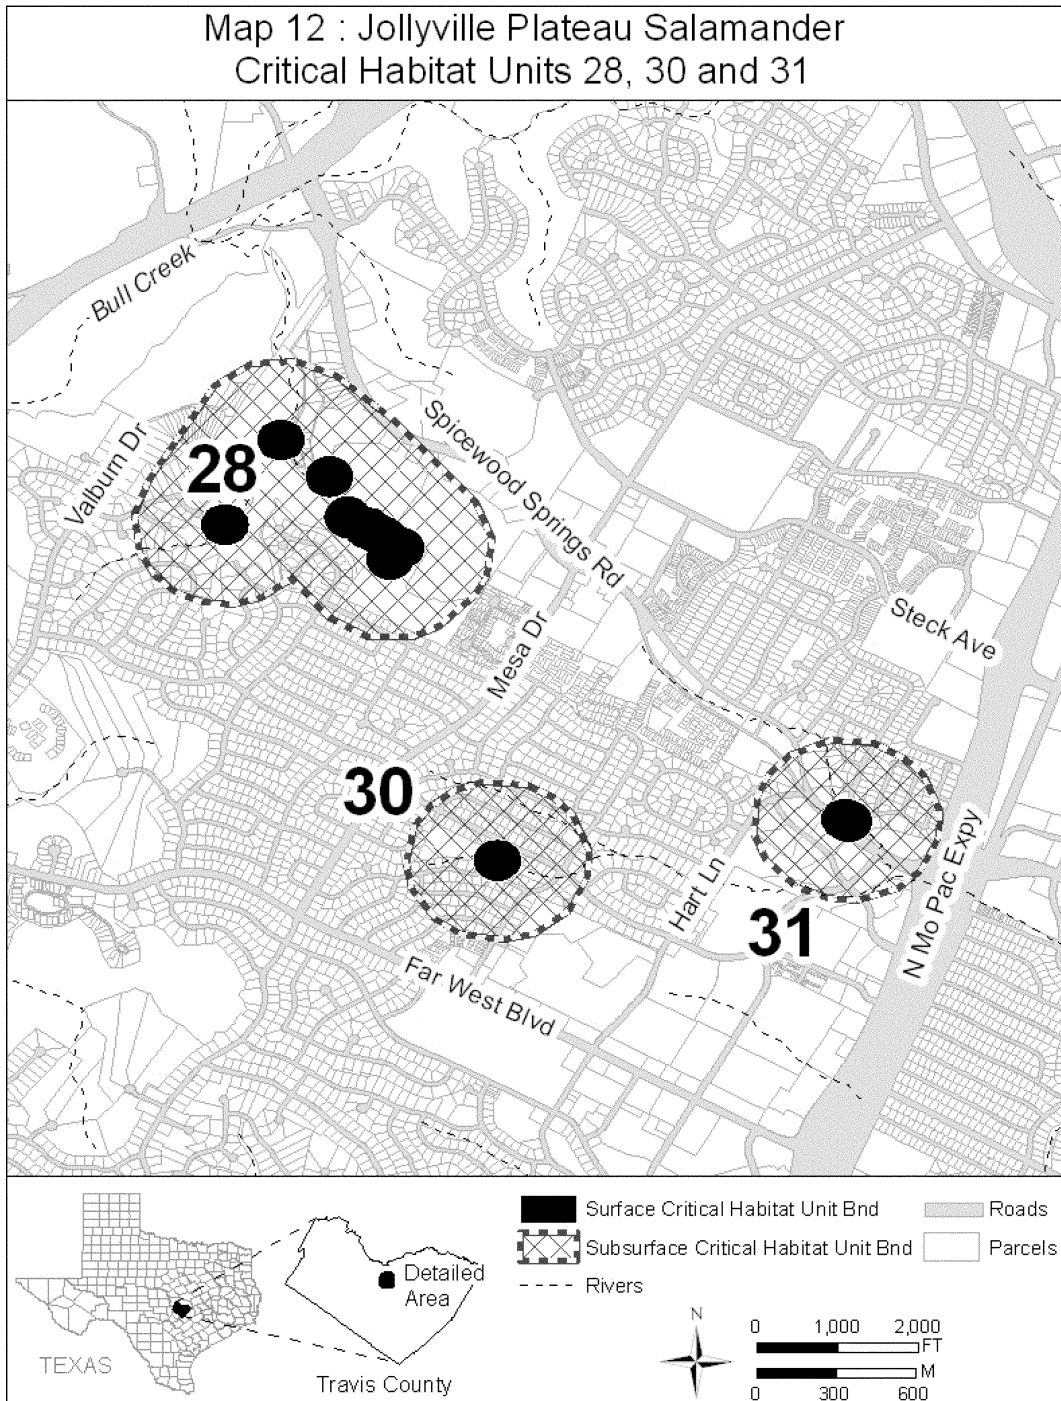 Map 12 : Jollyville Plateau Salamander
Critical Habitat Units 28, 30 and 31
Bull Creek
Valburn Dr
28
Spicewood Springs Rd
Mesa Dr
Steck Ave
30
Hart Ln
31
N Mo Pac Expy
Far West Blvd
TEXAS
Travis County
Detailed
Area
Surface Critical Habitat Unit Bnd
Subsurface Critical Habitat Unit Bnd
Rivers
Roads
Parcels
N
0 1,000 2,000
FT
M
0 300 600